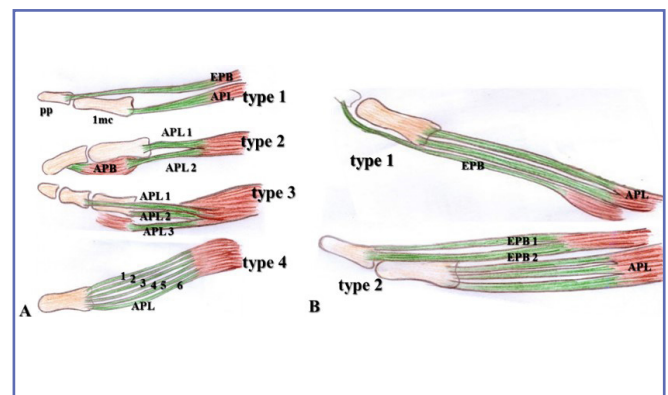 EPB
APL type 1
pp
1mc
APL 1
type 2
APB
APL 2
APL 1
type 3
APL 2
APL 3
type 4
1 2 3 4 5 6
APL
A
type 1
EPB
APL
EPB 1
EPB 2
APL
type 2
B